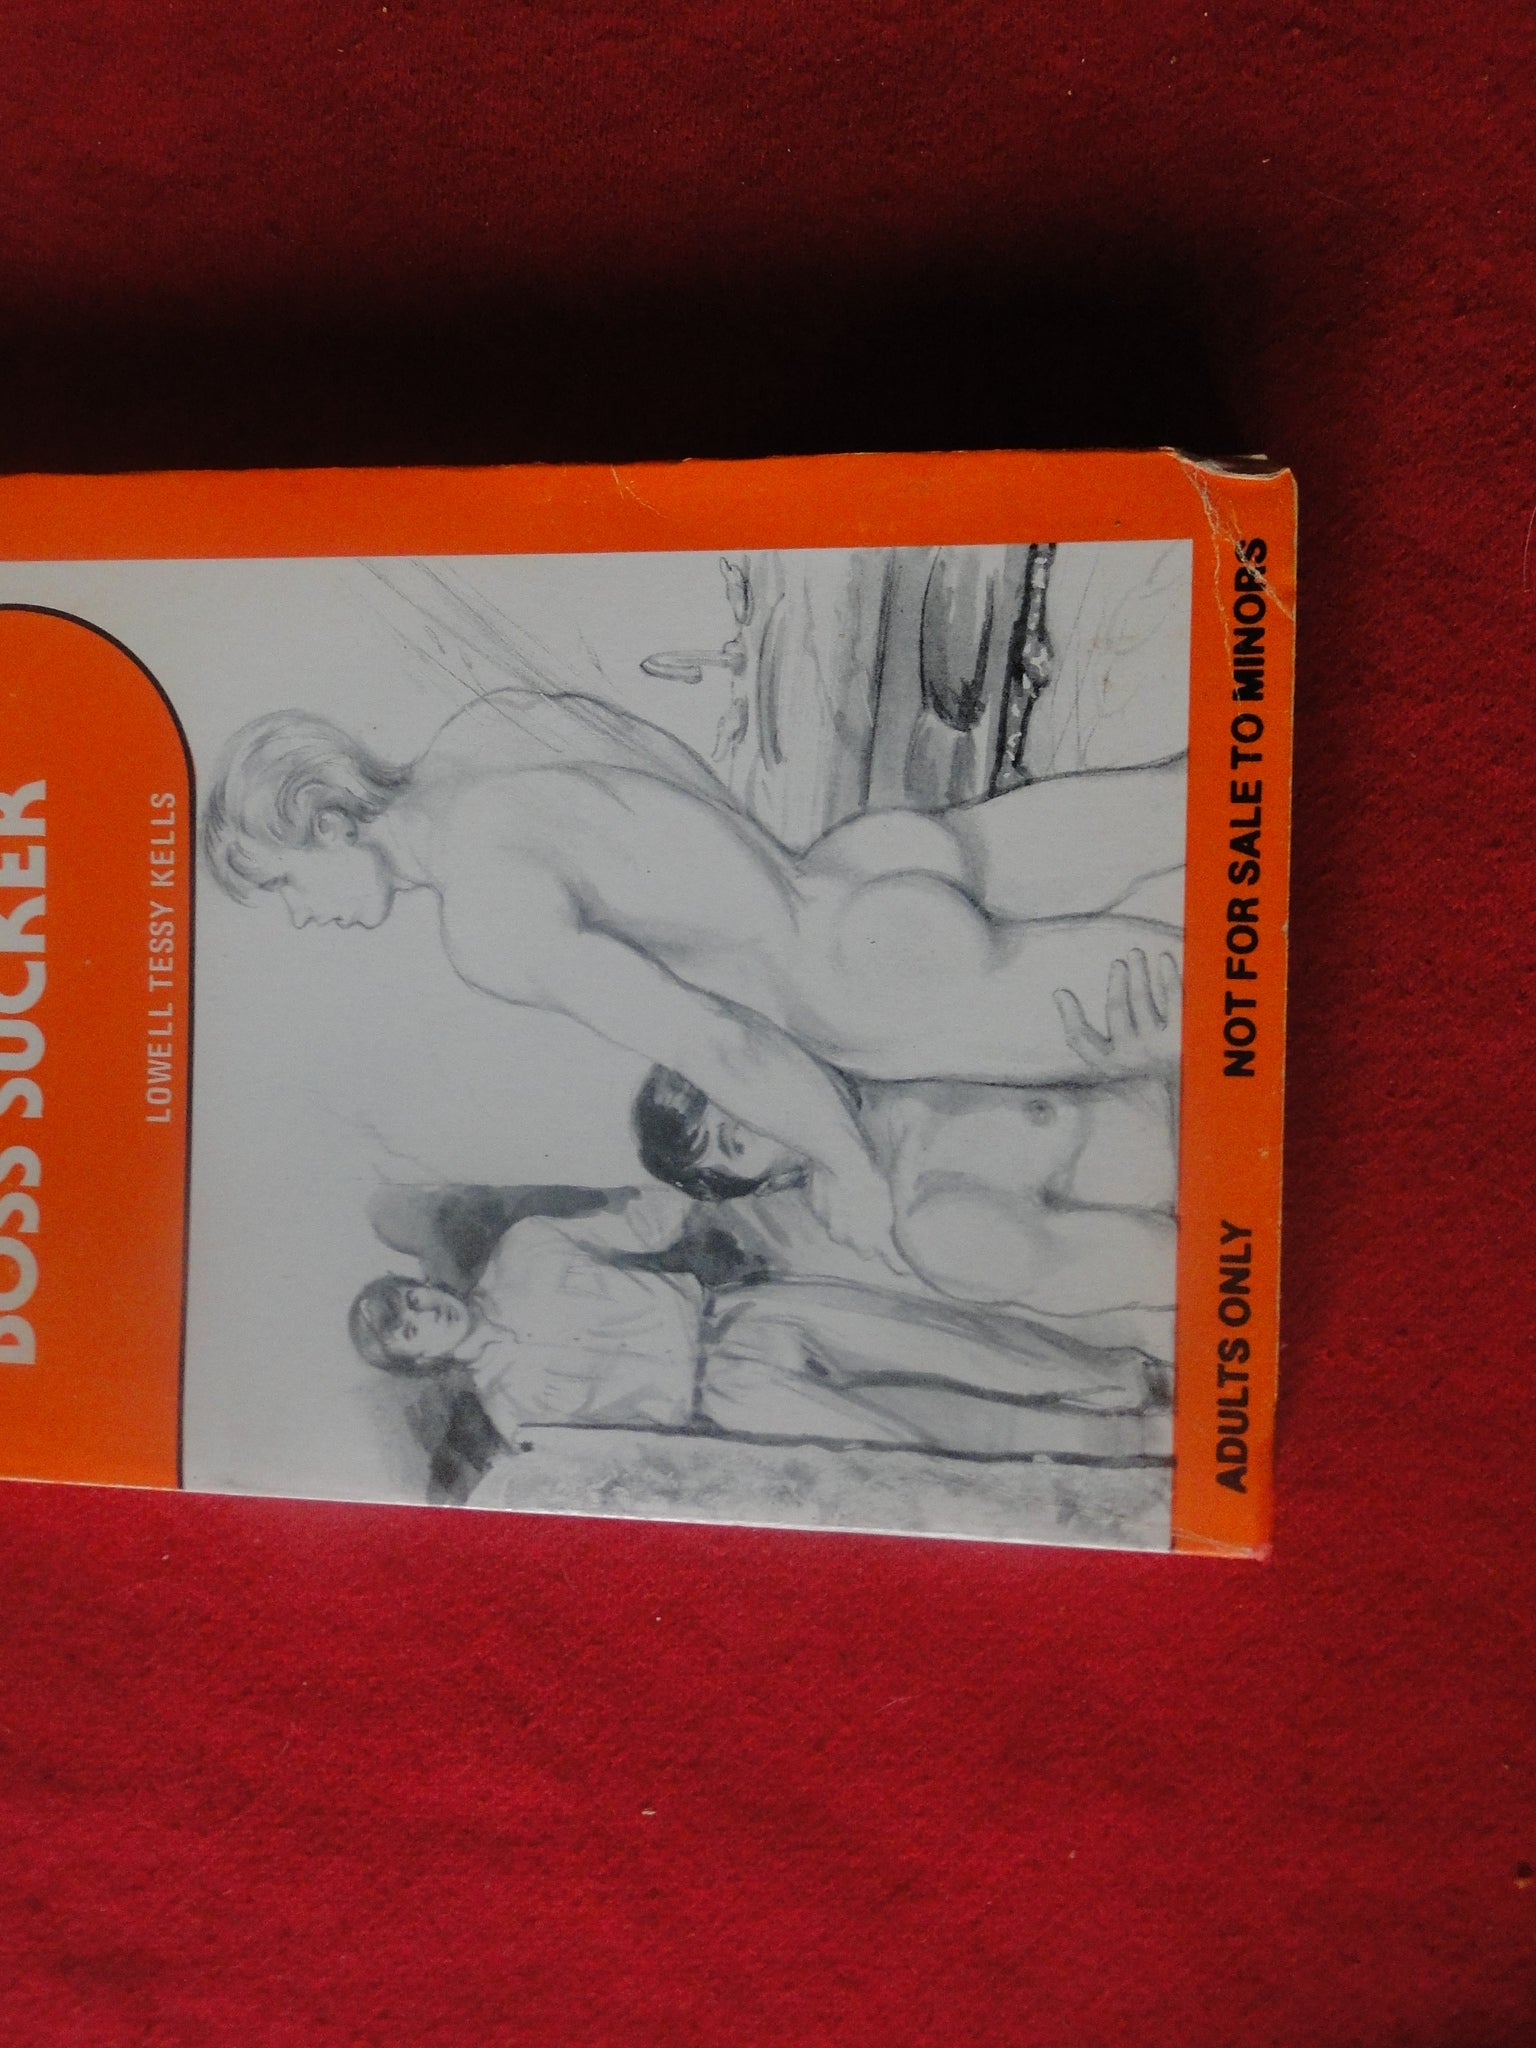 BOSS SUCKER
LOWELL TESSY KELLS
ADULTS ONLY NOT FOR SALE TO MINORS